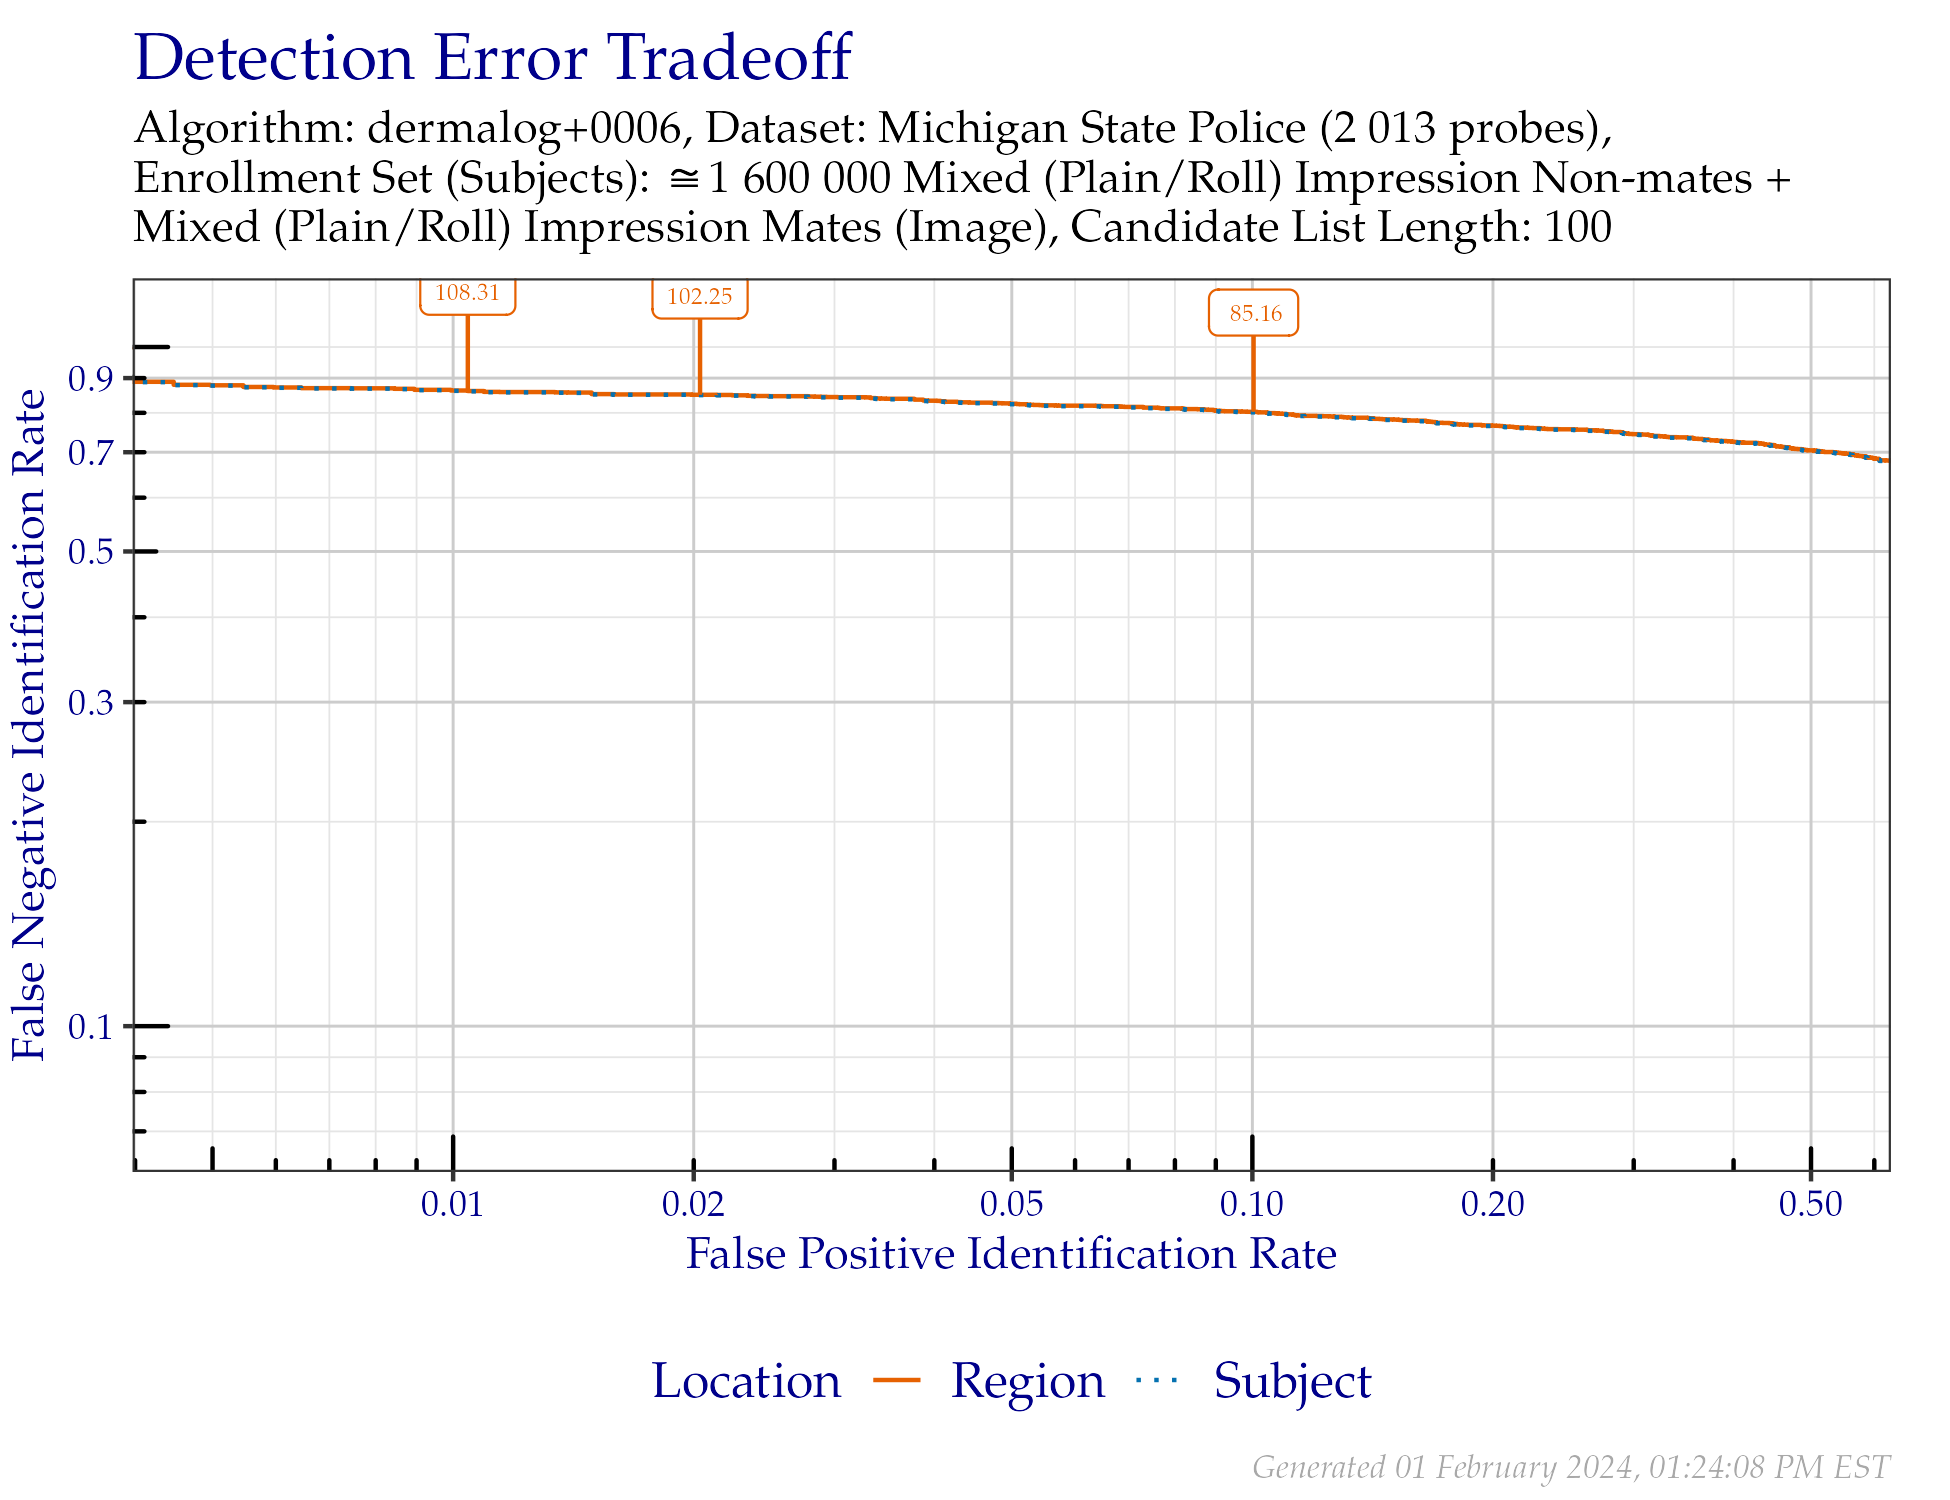 Detection Error Tradeoff
Algorithm: dermalog+0006, Dataset: Michigan State Police (2 013 probes),
Enrollment Set (Subjects): ≅1 600 000 Mixed (Plain/Roll) Impression Non-mates +
Mixed (Plain/Roll) Impression Mates (Image), Candidate List Length: 100
108.31
102.25
85.16
False Negative Identification Rate
0.9
0.7
0.5
0.3
0.1
0.01
0.02
0.05
0.10
0.20
0.50
False Positive Identification Rate
Location Region Subject
Generated 01 February 2024, 01:24:08 PM EST